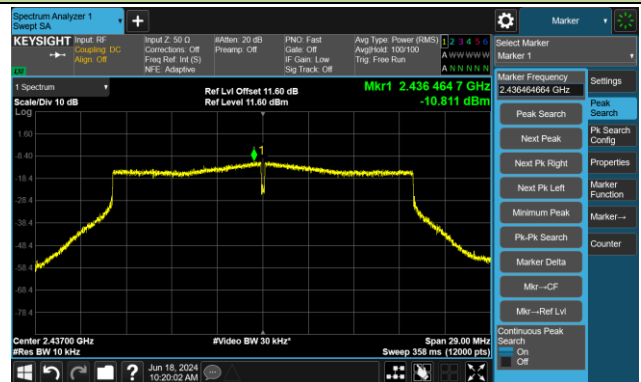 Spectrum Analyzer 1
Swept SA
Marker
KEYSIGHT
Input: RF
Coupling: DC
Align: Off
Input Z: 50 Ω
Corrections: Off
Freq Ref: Int (S)
NFE: Adaptive
#Atten: 20 dB
Preamp: Off
PNO: Fast
Gate: Off
IF Gain: Low
Sig Track: Off
Avg Type: Power (RMS)
Avg|Hold: 100/100
Trig: Free Run
1 2 3 4 5 6
A W W W W W
A N N N N N
Select Marker
Marker 1
1 Spectrum
Scale/Div 10 dB
Log
Ref Lvl Offset 11.60 dB
Ref Level 11.60 dBm
Mkr1 2.436 464 7 GHz
-10.811 dBm
1.60
-8.40
-18.4
-28.4
-38.4
-48.4
-58.4
-68.4
-78.4
1
Center 2.43700 GHz
#Res BW 10 kHz
#Video BW 30 kHz*
Span 29.00 MHz
Sweep 358 ms (12000 pts)
Marker Frequency
2.436464664 GHz
Peak Search
Next Peak
Next Pk Right
Next Pk Left
Minimum Peak
Pk-Pk Search
Marker Delta
Mkr→CF
Mkr→Ref Lvl
Continuous Peak
Search
On
Off
Settings
Peak
Search
Pk Search
Config
Properties
Marker
Function
Marker→
Counter
Jun 18, 2024
10:20:02 AM